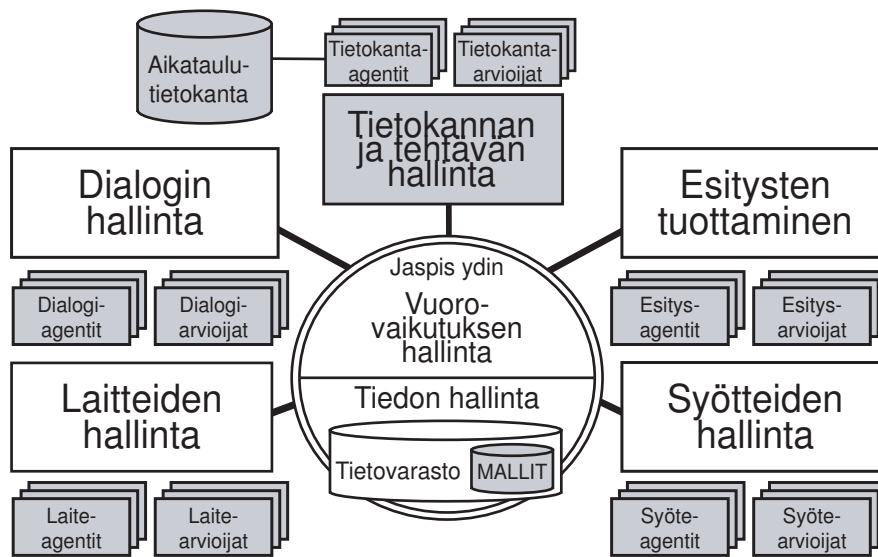 Aikataulu-
tietokanta
Tietokanta-
agentit
Tietokanta-
arvioijat
Tietokannan
ja tehtävän
hallinta
Dialogin
hallinta
Esitysten
tuottaminen
Jaspis ydin
Vuoro-
vaikutuksen
hallinta
Dialogi-
agentit
Dialogi-
arvioijat
Esitys-
agentit
Esitys-
arvioijat
Laitteiden
hallinta
Tiedon hallinta
Tietovarasto
MALLIT
Syötteiden
hallinta
Laite-
agentit
Laite-
arvioijat
Syöte-
agentit
Syöte-
arvioijat